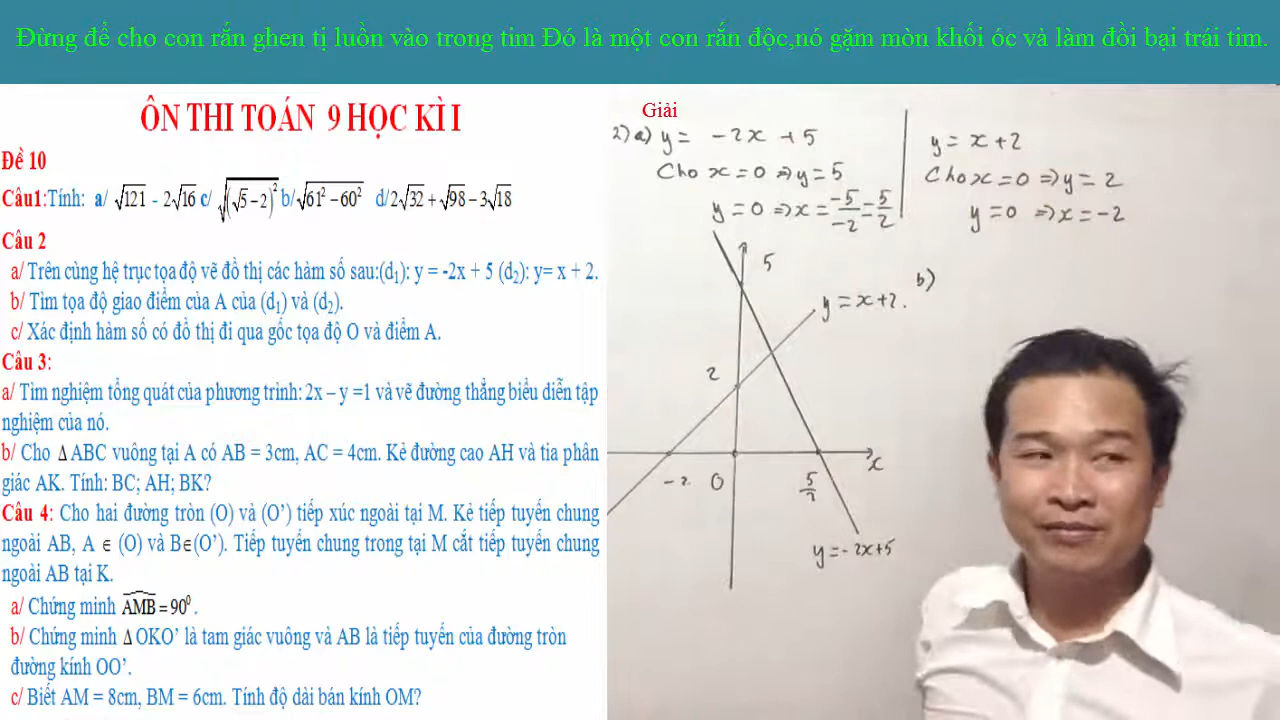 Đừng để cho con rắn ghen tị luồn vào trong tim Đó là một con rắn độc,nó gặm mòn khối óc và làm đồi bại trái tim.
ÔN THI TOÁN 9 HỌC KÌ I
Đề 10
Câu1:Tính: a/ √121 - 2√16 c/ √(√5 − 2)² b/√61² − 60² d/2√32 + √98 − 3√18
Câu 2
a/ Trên cùng hệ trục tọa độ vẽ đồ thị các hàm số sau:(d₁): y = -2x + 5 (d₂): y= x + 2.
b/ Tìm tọa độ giao điểm của A của (d₁) và (d₂).
c/ Xác định hàm số có đồ thị đi qua gốc tọa độ O và điểm A.
Câu 3:
a/ Tìm nghiệm tổng quát của phương trình: 2x – y =1 và vẽ đường thẳng biểu diễn tập
nghiệm của nó.
b/ Cho Δ ABC vuông tại A có AB = 3cm, AC = 4cm. Kẻ đường cao AH và tia phân
giác AK. Tính: BC; AH; BK?
Câu 4: Cho hai đường tròn (O) và (O’) tiếp xúc ngoài tại M. Kẻ tiếp tuyến chung
ngoài AB, A ∈ (O) và B∈(O’). Tiếp tuyến chung trong tại M cắt tiếp tuyến chung
ngoài AB tại K.
a/ Chứng minh AMB = 90⁰ .
b/ Chứng minh Δ OKO’ là tam giác vuông và AB là tiếp tuyến của đường tròn
đường kính OO’.
c/ Biết AM = 8cm, BM = 6cm. Tính độ dài bán kính OM?
Giải
2) a) y = -2x + 5
Cho x = 0 => y = 5
y = 0 => x = -5/-2 = 5/2
y = x + 2
Cho x = 0 => y = 2
y = 0 => x = -2
5
b)
y = x + 2.
2
x
-2 0 5/2
y = -2x + 5